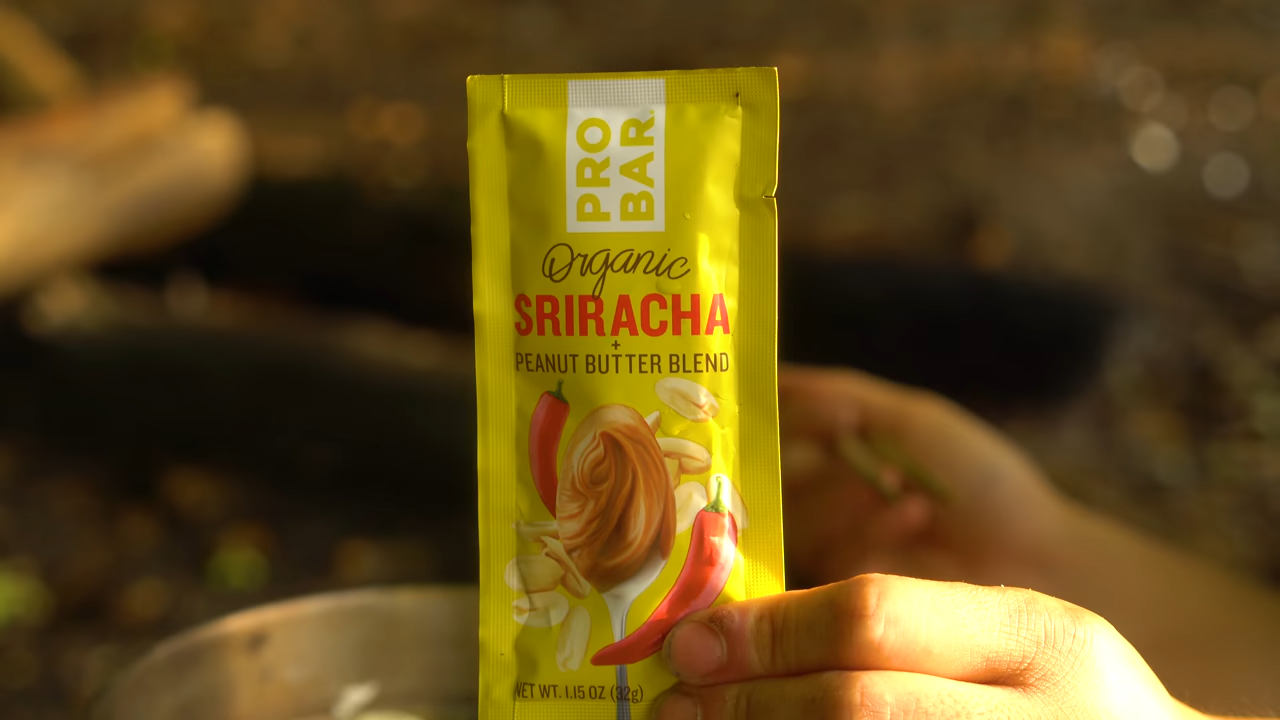 PRO
BAR
Organic
SRIRACHA
+
PEANUT BUTTER BLEND
NET WT. 1.15 OZ (32g)